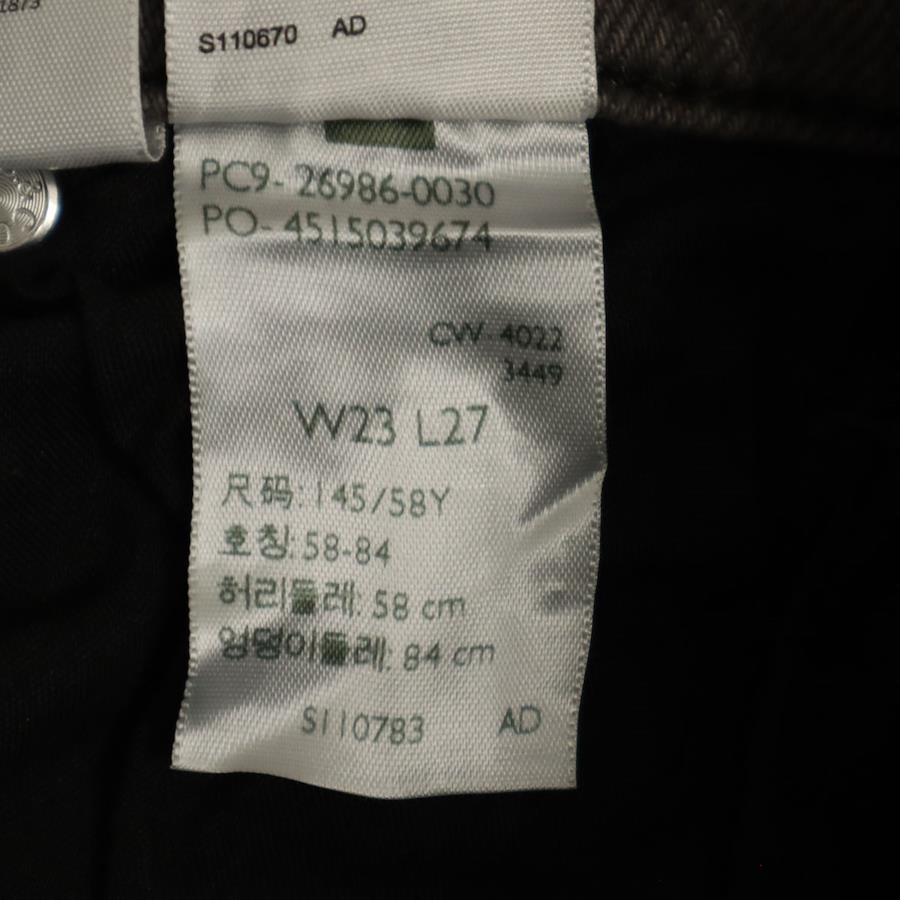 1873
S110670 AD
PC9- 26986-0030
PO- 4515039674
CW- 4022
3449
W23 L27
尺码: 145/58Y
호칭: 58-84
허리둘레: 58 cm
엉덩이둘레: 84 cm
S110783 AD